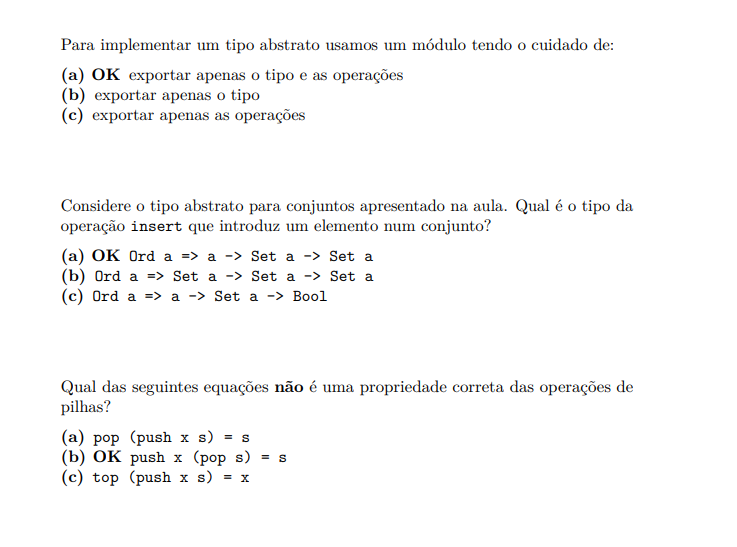 Para implementar um tipo abstrato usamos um módulo tendo o cuidado de:
(a) OK exportar apenas o tipo e as operações
(b) exportar apenas o tipo
(c) exportar apenas as operações
Considere o tipo abstrato para conjuntos apresentado na aula. Qual é o tipo da
operação insert que introduz um elemento num conjunto?
(a) OK Ord a => a -> Set a -> Set a
(b) Ord a => Set a -> Set a -> Set a
(c) Ord a => a -> Set a -> Bool
Qual das seguintes equações não é uma propriedade correta das operações de
pilhas?
(a) pop (push x s) = s
(b) OK push x (pop s) = s
(c) top (push x s) = x